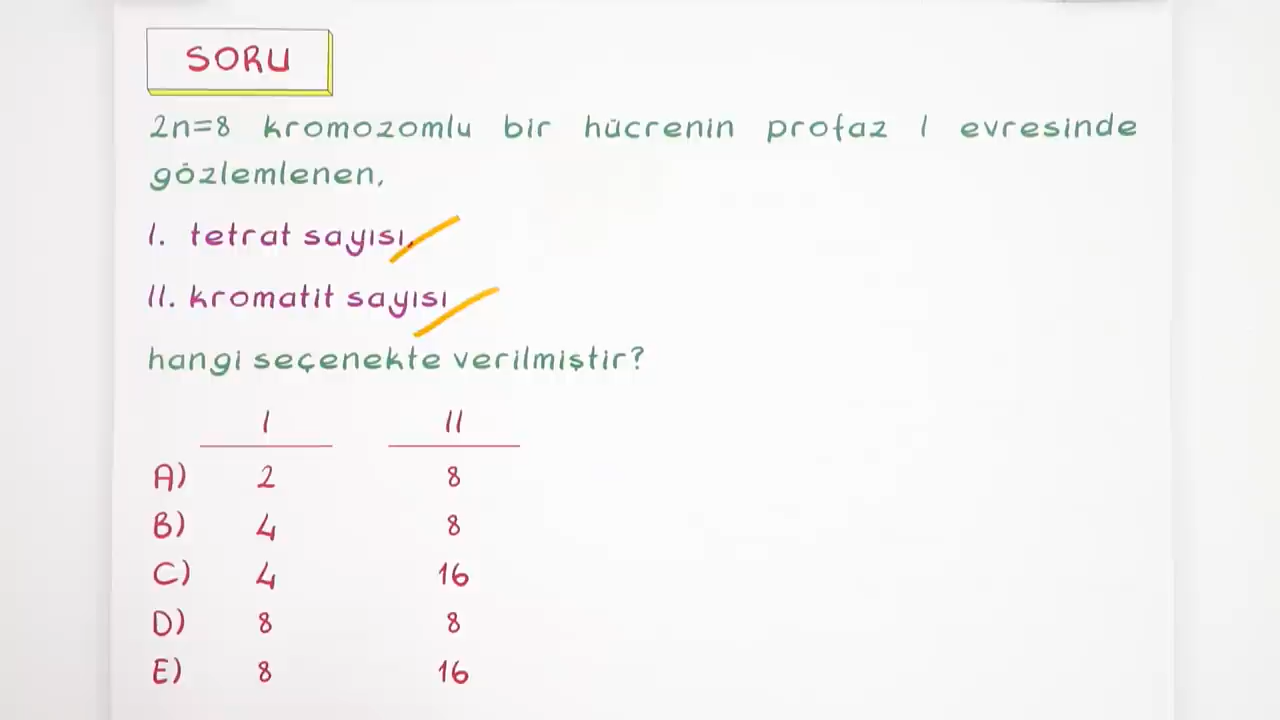 SORU
2n=8 kromozomlu bir hücrenin profaz I evresinde
gözlemlenen,
I. tetrat sayısı,
II. kromatit sayısı
hangi seçenekte verilmiştir?
I II
A) 2 8
B) 4 8
C) 4 16
D) 8 8
E) 8 16